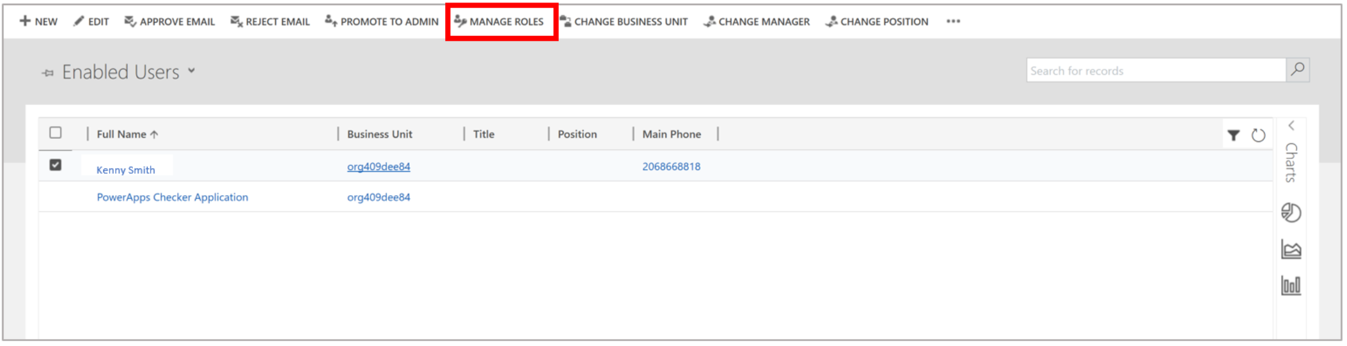 NEW EDIT APPROVE EMAIL REJECT EMAIL PROMOTE TO ADMIN MANAGE ROLES CHANGE BUSINESS UNIT CHANGE MANAGER CHANGE POSITION ...
Enabled Users
Search for records
Full Name Business Unit Title Position Main Phone
Kenny Smith org409dee84 2068668818
PowerApps Checker Application org409dee84
Charts